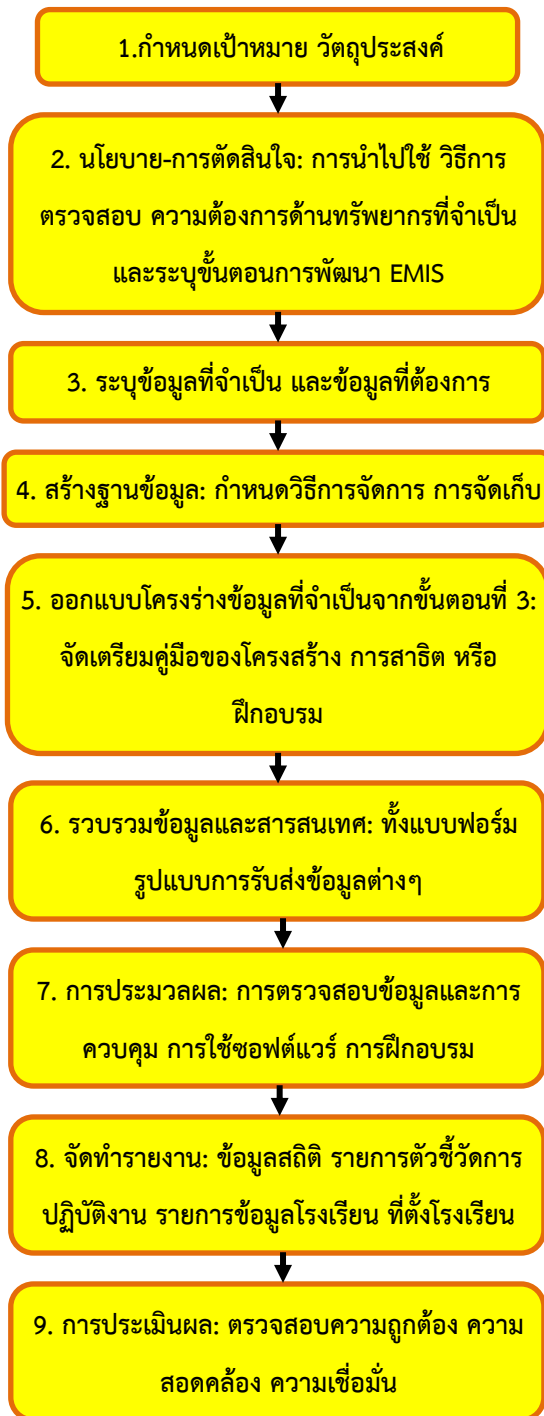 1.กำหนดเป้าหมาย วัตถุประสงค์
2. นโยบาย-การตัดสินใจ: การนำไปใช้ วิธีการ
ตรวจสอบ ความต้องการด้านทรัพยากรที่จำเป็น
และระบุขั้นตอนการพัฒนา EMIS
3. ระบุข้อมูลที่จำเป็น และข้อมูลที่ต้องการ
4. สร้างฐานข้อมูล: กำหนดวิธีการจัดการ การจัดเก็บ
5. ออกแบบโครงร่างข้อมูลที่จำเป็นจากขั้นตอนที่ 3:
จัดเตรียมคู่มือของโครงสร้าง การสาธิต หรือ
ฝึกอบรม
6. รวบรวมข้อมูลและสารสนเทศ: ทั้งแบบฟอร์ม
รูปแบบการรับส่งข้อมูลต่างๆ
7. การประมวลผล: การตรวจสอบข้อมูลและการ
ควบคุม การใช้ซอฟต์แวร์ การฝึกอบรม
8. จัดทำรายงาน: ข้อมูลสถิติ รายการตัวชี้วัดการ
ปฏิบัติงาน รายการข้อมูลโรงเรียน ที่ตั้งโรงเรียน
9. การประเมินผล: ตรวจสอบความถูกต้อง ความ
สอดคล้อง ความเชื่อมั่น